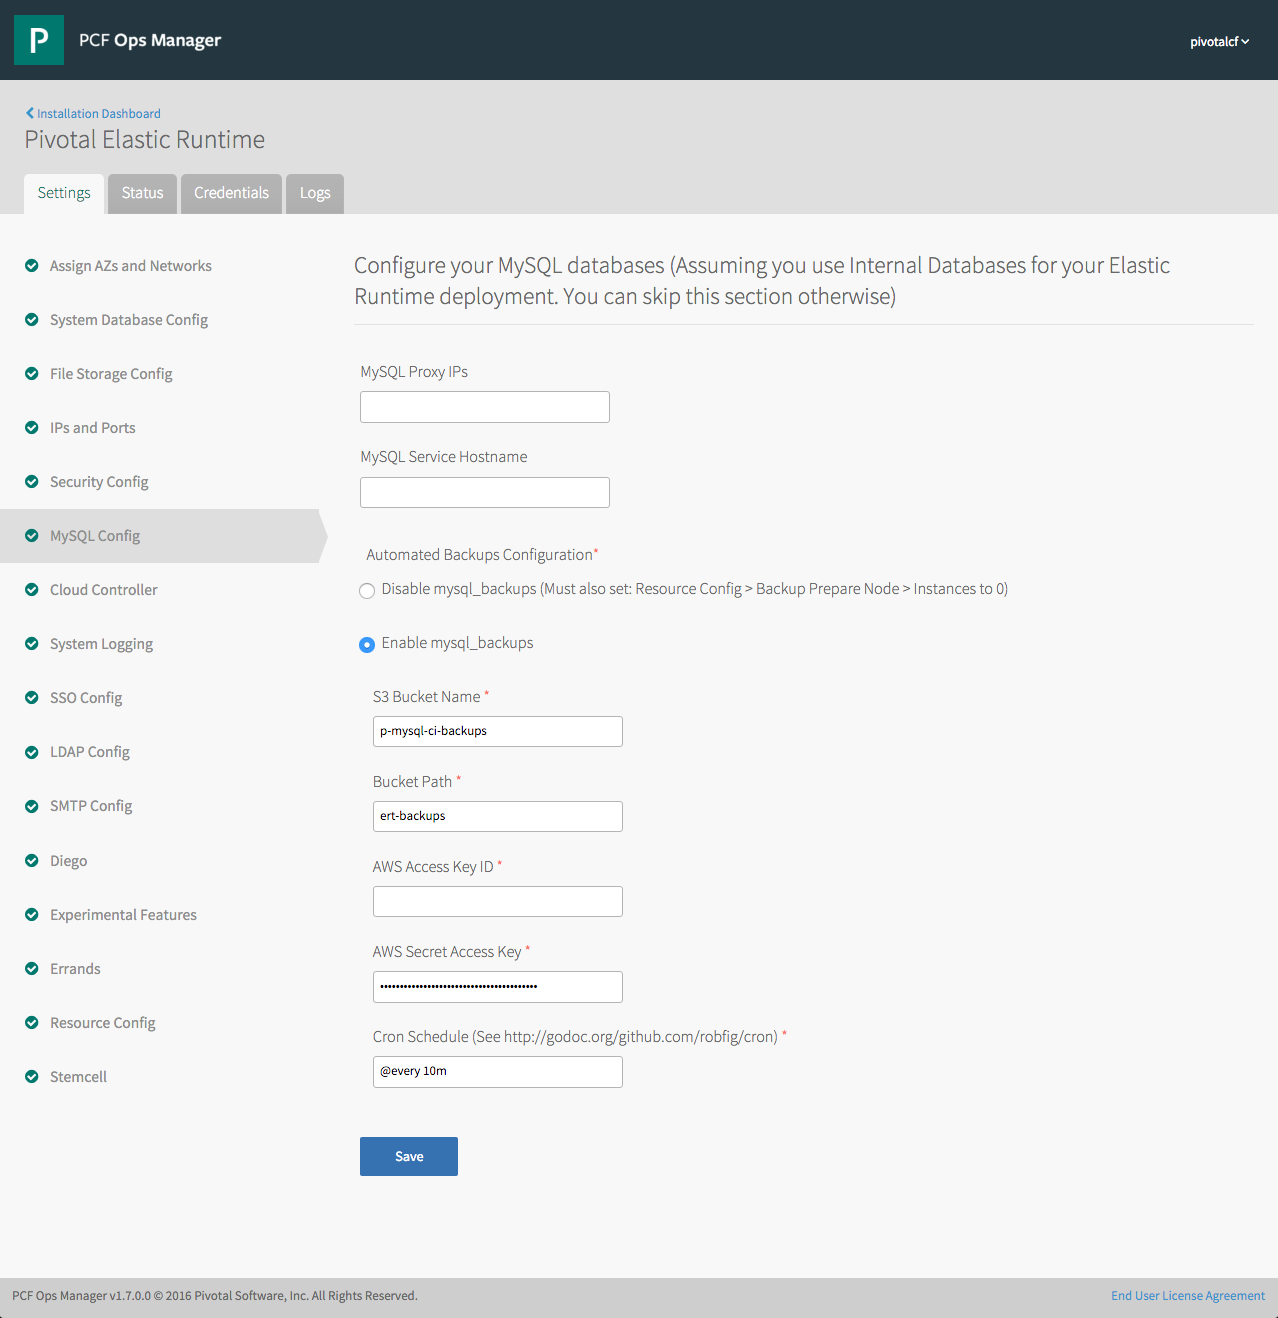 P PCF Ops Manager
pivotalcf
Installation Dashboard
Pivotal Elastic Runtime
Settings Status Credentials Logs
Assign AZs and Networks
System Database Config
File Storage Config
IPs and Ports
Security Config
MySQL Config
Cloud Controller
System Logging
SSO Config
LDAP Config
SMTP Config
Diego
Experimental Features
Errands
Resource Config
Stemcell
Configure your MySQL databases (Assuming you use Internal Databases for your Elastic
Runtime deployment. You can skip this section otherwise)
MySQL Proxy IPs
MySQL Service Hostname
Automated Backups Configuration*
Disable mysql_backups (Must also set: Resource Config > Backup Prepare Node > Instances to 0)
Enable mysql_backups
S3 Bucket Name *
p-mysql-ci-backups
Bucket Path *
ert-backups
AWS Access Key ID *
AWS Secret Access Key *
Cron Schedule (See http://godoc.org/github.com/robfig/cron) *
@every 10m
Save
PCF Ops Manager v1.7.0.0 © 2016 Pivotal Software, Inc. All Rights Reserved.
End User License Agreement